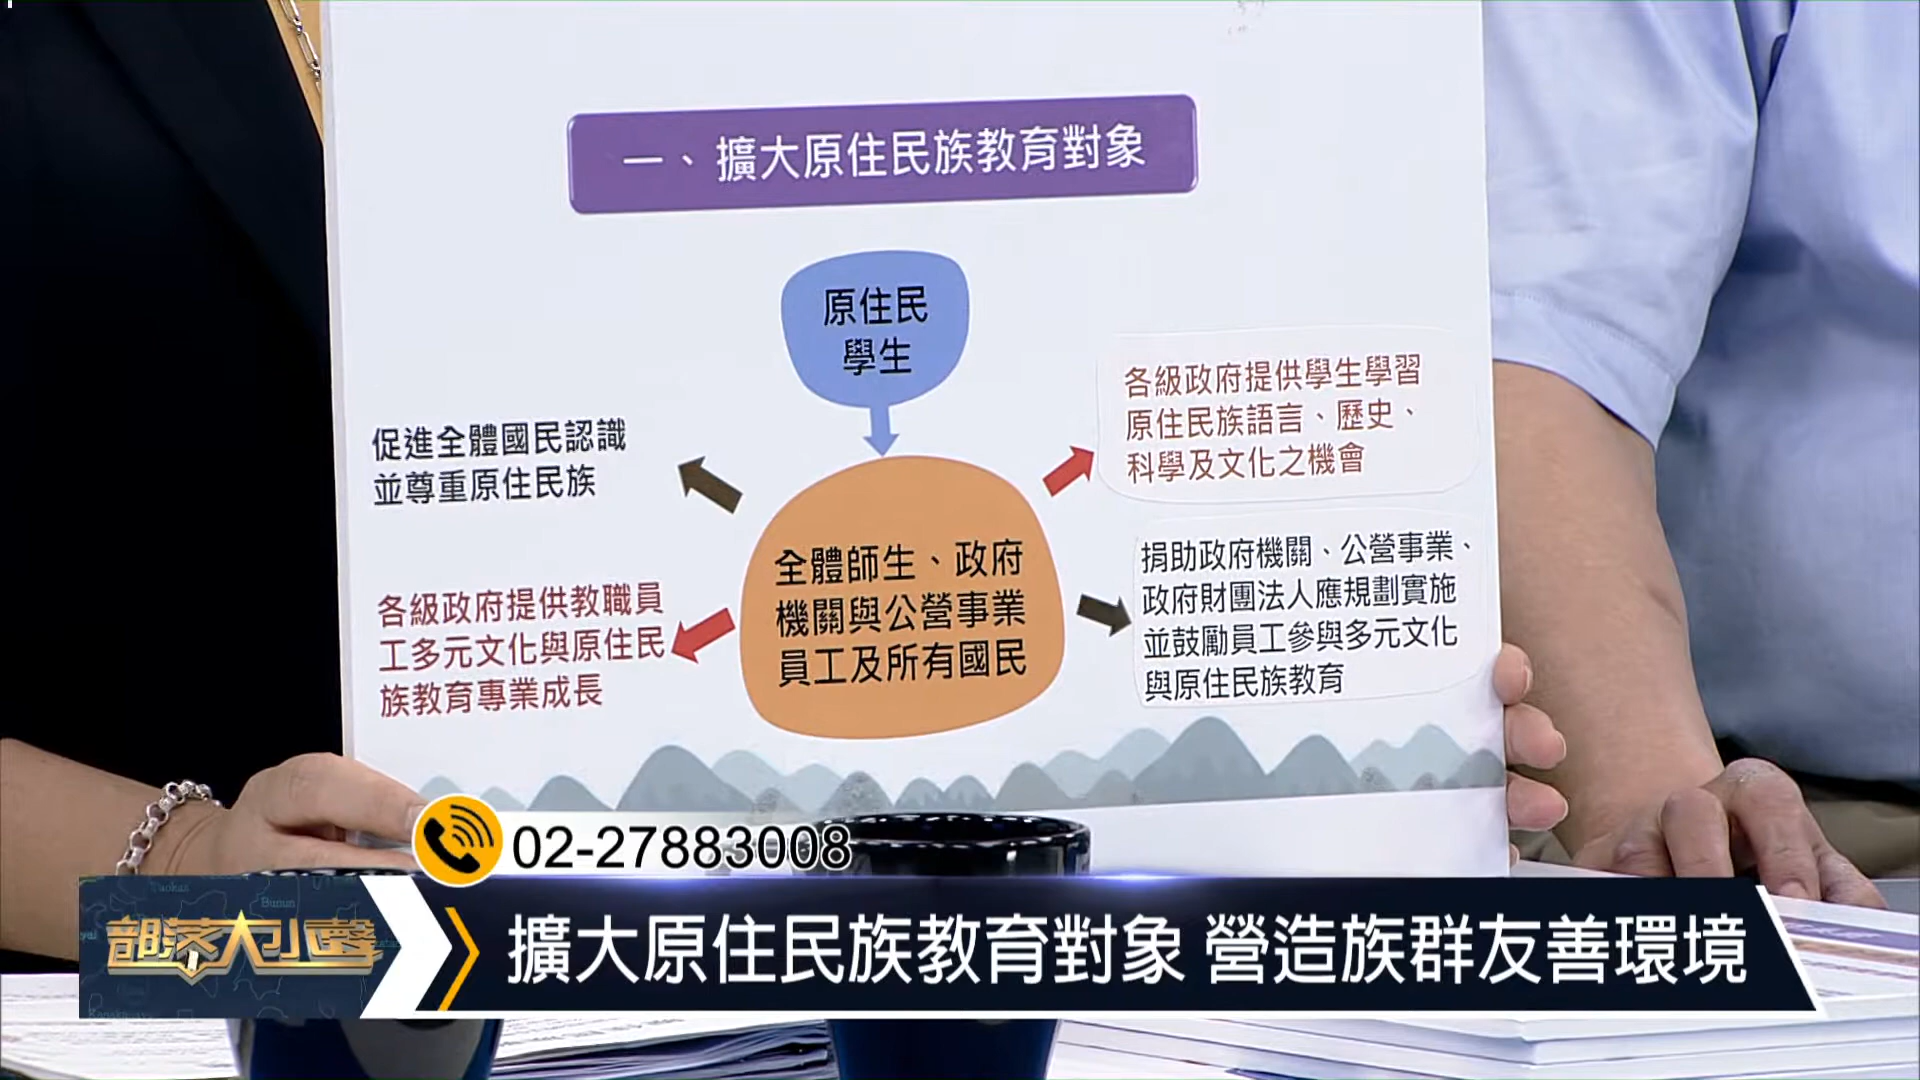 一、擴大原住民族教育對象
原住民
學生
促進全體國民認識
並尊重原住民族
各級政府提供學生學習
原住民族語言、歷史、
科學及文化之機會
全體師生、政府
機關與公營事業
員工及所有國民
各級政府提供教職員
工多元文化與原住民
族教育專業成長
捐助政府機關、公營事業、
政府財團法人應規劃實施
並鼓勵員工參與多元文化
與原住民族教育
02-27883008
部落大小聲
Bunun
擴大原住民族教育對象 營造族群友善環境